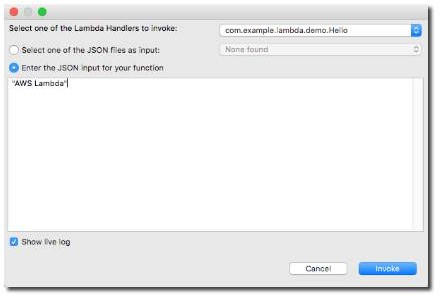 Select one of the Lambda Handlers to invoke:
com.example.lambda.demo.Hello
Select one of the JSON files as input:
None found
Enter the JSON input for your function
"AWS Lambda"
Show live log
Cancel
Invoke